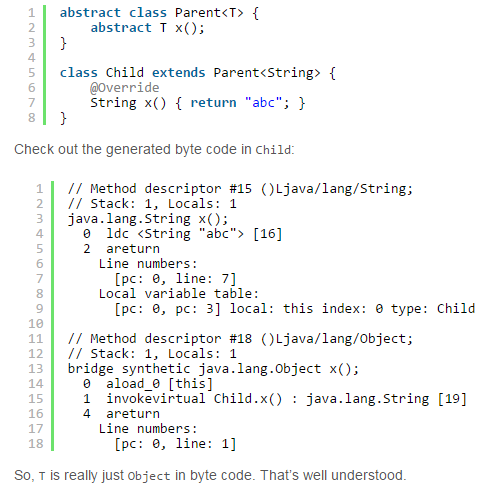 1 abstract class Parent<T> {
2     abstract T x();
3 }
4
5 class Child extends Parent<String> {
6     @Override
7     String x() { return "abc"; }
8 }
Check out the generated byte code in Child:
1 // Method descriptor #15 ()Ljava/lang/String;
2 // Stack: 1, Locals: 1
3 java.lang.String x();
4   0  ldc <String "abc"> [16]
5   2  areturn
6     Line numbers:
7       [pc: 0, line: 7]
8     Local variable table:
9       [pc: 0, pc: 3] local: this index: 0 type: Child
10
11 // Method descriptor #18 ()Ljava/lang/Object;
12 // Stack: 1, Locals: 1
13 bridge synthetic java.lang.Object x();
14   0  aload_0 [this]
15   1  invokevirtual Child.x() : java.lang.String [19]
16   4  areturn
17     Line numbers:
18       [pc: 0, line: 1]
So, T is really just Object in byte code. That's well understood.